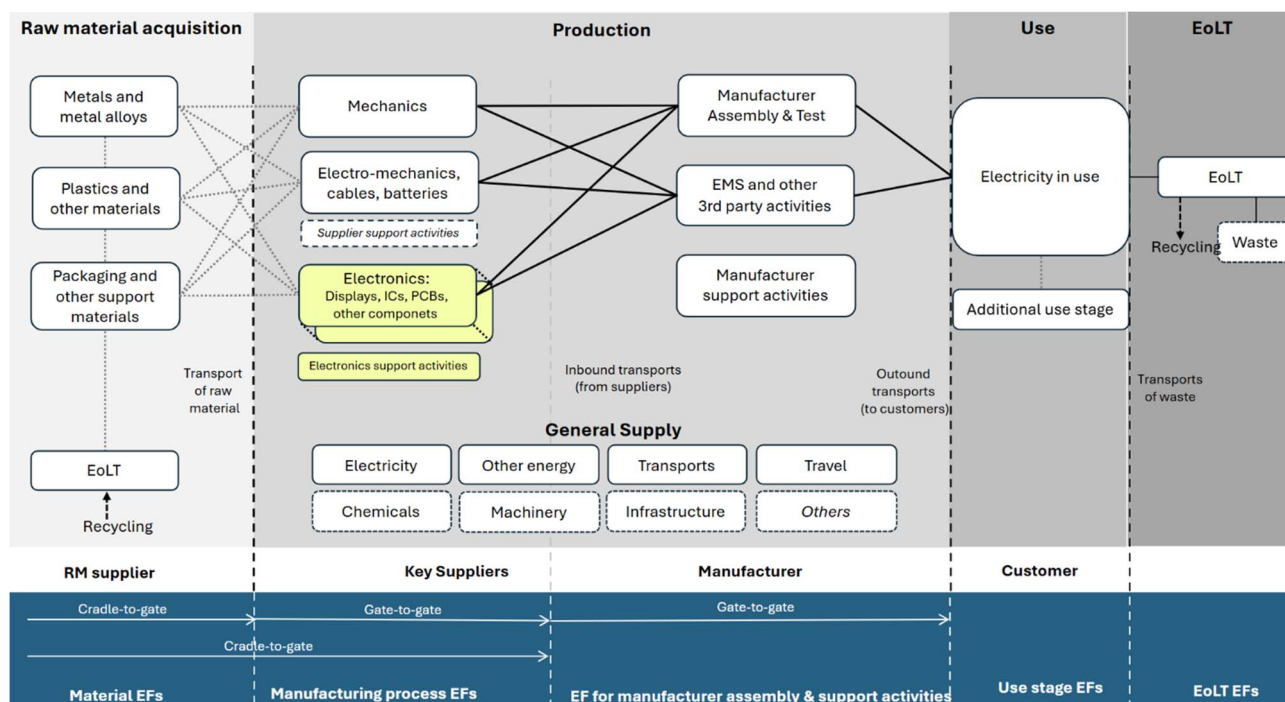 Raw material acquisition
Production
Use
EoLT
Metals and
metal alloys
Plastics and
other materials
Packaging and
other support
materials
Transport
of raw
material
EoLT
Recycling
Mechanics
Electro-mechanics,
cables, batteries
Supplier support activities
Electronics:
Displays, ICs, PCBs,
other componets
Electronics support activities
Inbound transports
(from suppliers)
Manufacturer
Assembly & Test
EMS and other
3rd party activities
Manufacturer
support activities
Outound
transports
(to customers)
General Supply
Electricity
Other energy
Transports
Travel
Chemicals
Machinery
Infrastructure
Others
Electricity in use
Additional use stage
EoLT
Recycling
Waste
Transports
of waste
RM supplier
Key Suppliers
Manufacturer
Customer
Cradle-to-gate
Gate-to-gate
Gate-to-gate
Cradle-to-gate
Material EFs
Manufacturing process EFs
EF for manufacturer assembly & support activities
Use stage EFs
EoLT EFs